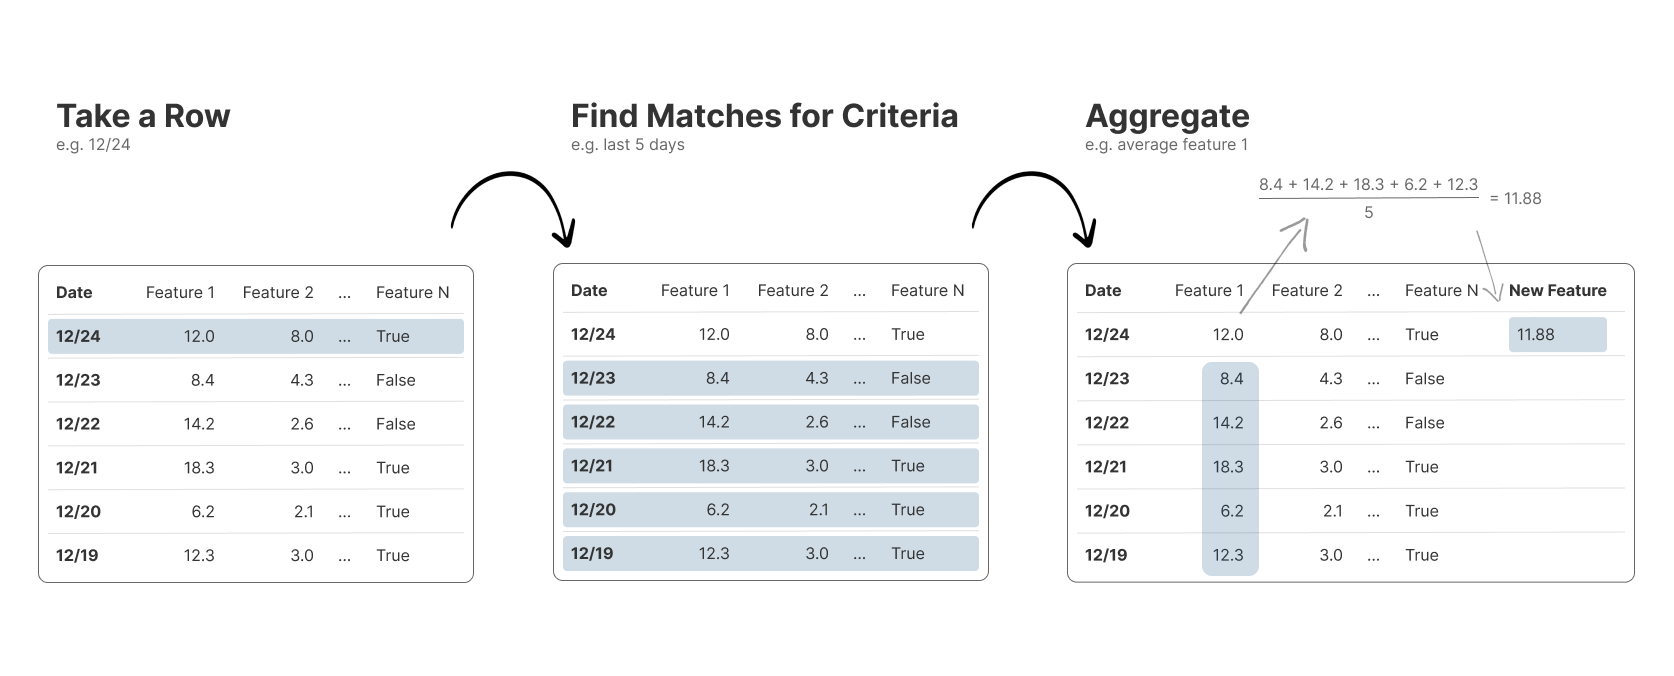 Take a Row
e.g. 12/24
Date Feature 1 Feature 2 ... Feature N
12/24 12.0 8.0 ... True
12/23 8.4 4.3 ... False
12/22 14.2 2.6 ... False
12/21 18.3 3.0 ... True
12/20 6.2 2.1 ... True
12/19 12.3 3.0 ... True
Find Matches for Criteria
e.g. last 5 days
Date Feature 1 Feature 2 ... Feature N
12/24 12.0 8.0 ... True
12/23 8.4 4.3 ... False
12/22 14.2 2.6 ... False
12/21 18.3 3.0 ... True
12/20 6.2 2.1 ... True
12/19 12.3 3.0 ... True
Aggregate
e.g. average feature 1
8.4 + 14.2 + 18.3 + 6.2 + 12.3
5
= 11.88
Date Feature 1 Feature 2 ... Feature N New Feature
12/24 12.0 8.0 ... True 11.88
12/23 8.4 4.3 ... False
12/22 14.2 2.6 ... False
12/21 18.3 3.0 ... True
12/20 6.2 2.1 ... True
12/19 12.3 3.0 ... True